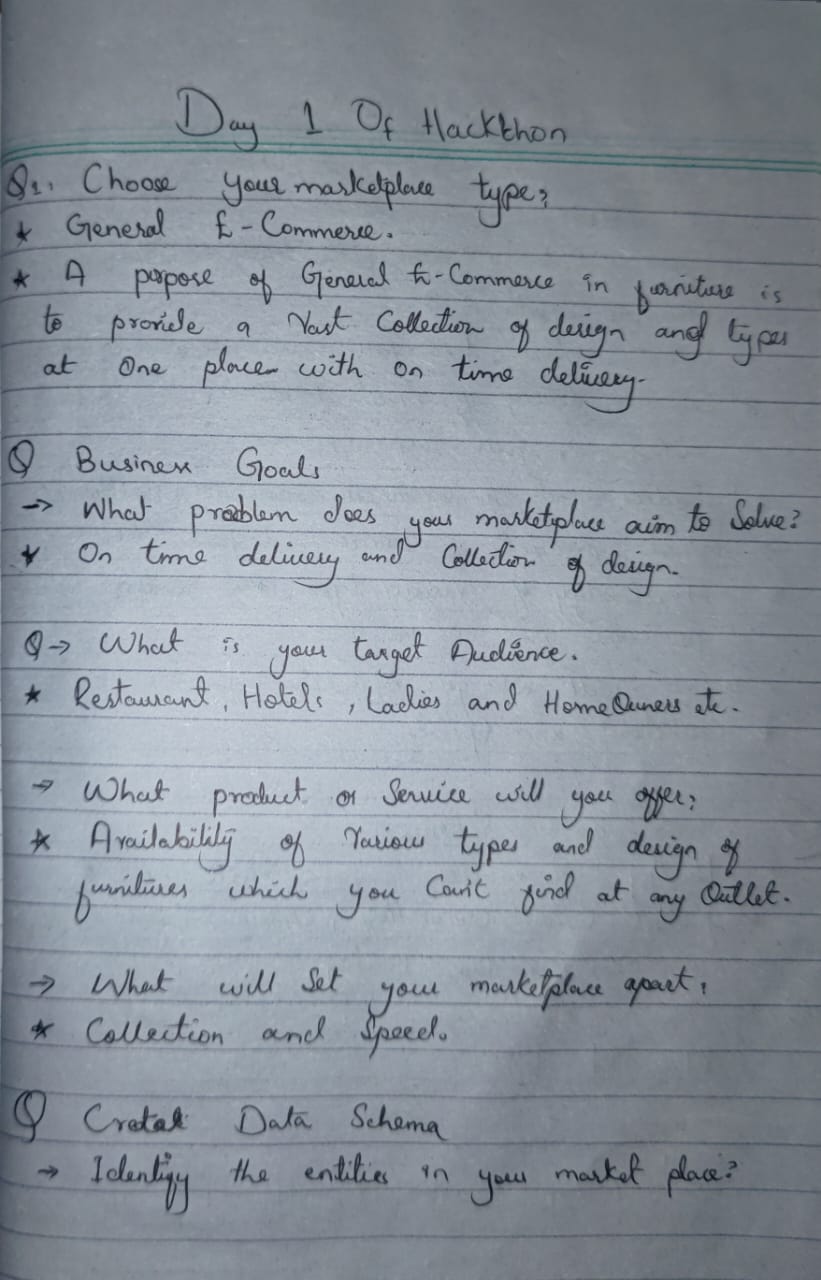 Day 1 Of Hackthon
Q1. Choose your marketplace type?
* General E-Commerce.
* A porpose of General E-Commerce in furniture is
to provide a Vast Collection of design and types
at One place with on time delivery.
Q Business Goals
→ What problem does your marketplace aim to Solve?
* On time delivery and Collection of design.
Q→ What is your target Audience.
* Restaurant, Hotels, Ladies and HomeOwners etc.
→ What product or Service will you offer?
* Availability of Various types and design of
furnitures which you Can't find at any Outlet.
→ What will Set your marketplace apart?
* Collection and Speed.
Q Data Schema
→ Identify the entities in your market place?